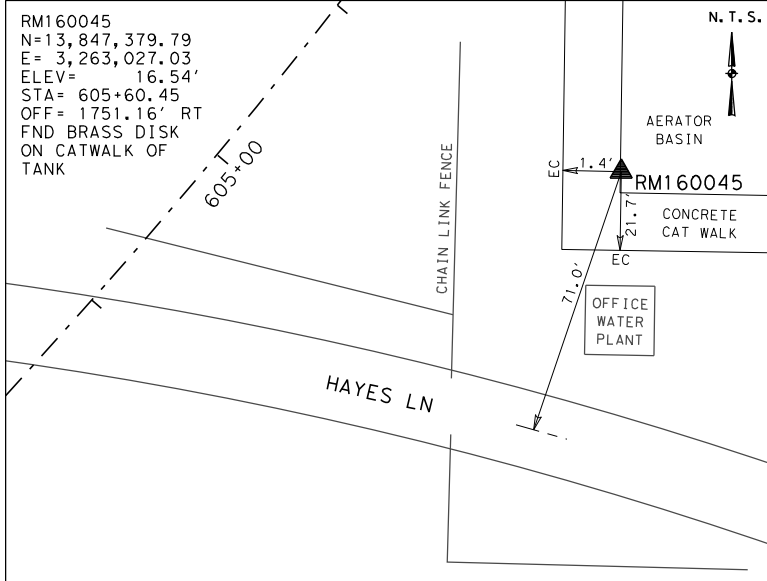 RM160045
N=13,847,379.79
E= 3,263,027.03
ELEV= 16.54'
STA= 605+60.45
OFF= 1751.16' RT
FND BRASS DISK
ON CATWALK OF
TANK
N.T.S.
AERATOR
BASIN
605+00
CHAIN LINK FENCE
EC
1.4'
RM160045
21.7'
CONCRETE
CAT WALK
EC
71.0'
OFFICE
WATER
PLANT
HAYES LN